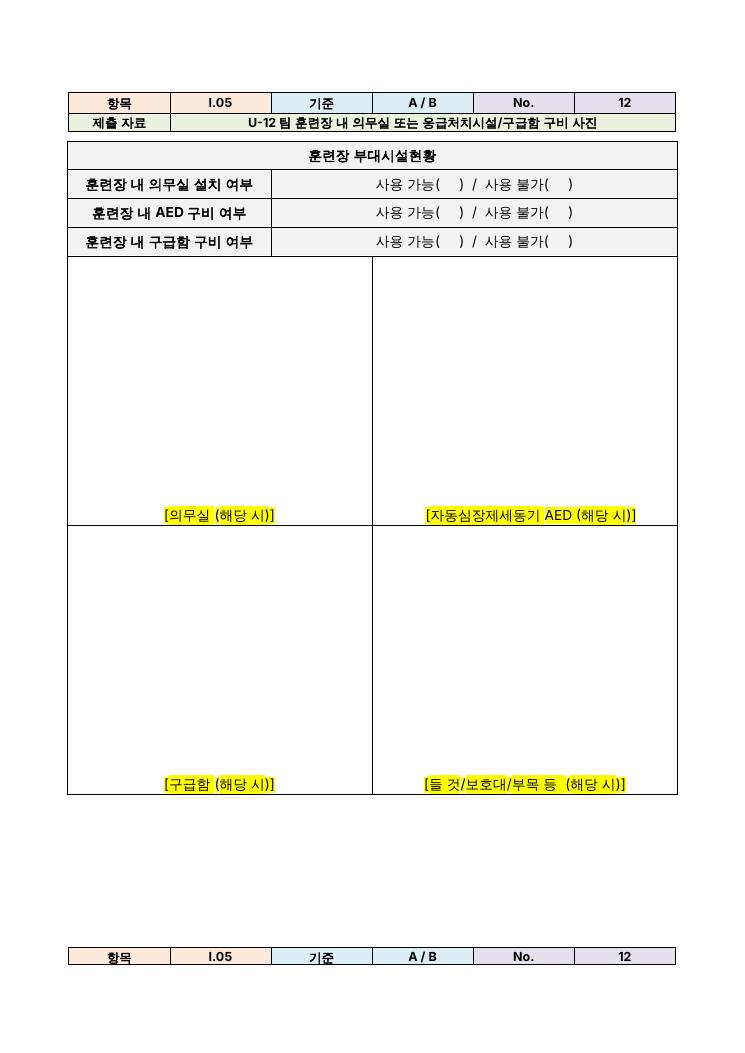 항목 I.05 기준 A / B No. 12
제출 자료 U-12 팀 훈련장 내 의무실 또는 응급처치시설/구급함 구비 사진
훈련장 부대시설현황
훈련장 내 의무실 설치 여부 사용 가능( ) / 사용 불가( )
훈련장 내 AED 구비 여부 사용 가능( ) / 사용 불가( )
훈련장 내 구급함 구비 여부 사용 가능( ) / 사용 불가( )
[의무실 (해당 시)] [자동심장제세동기 AED (해당 시)]
[구급함 (해당 시)] [들 것/보호대/부목 등 (해당 시)]
항목 I.05 기준 A / B No. 12